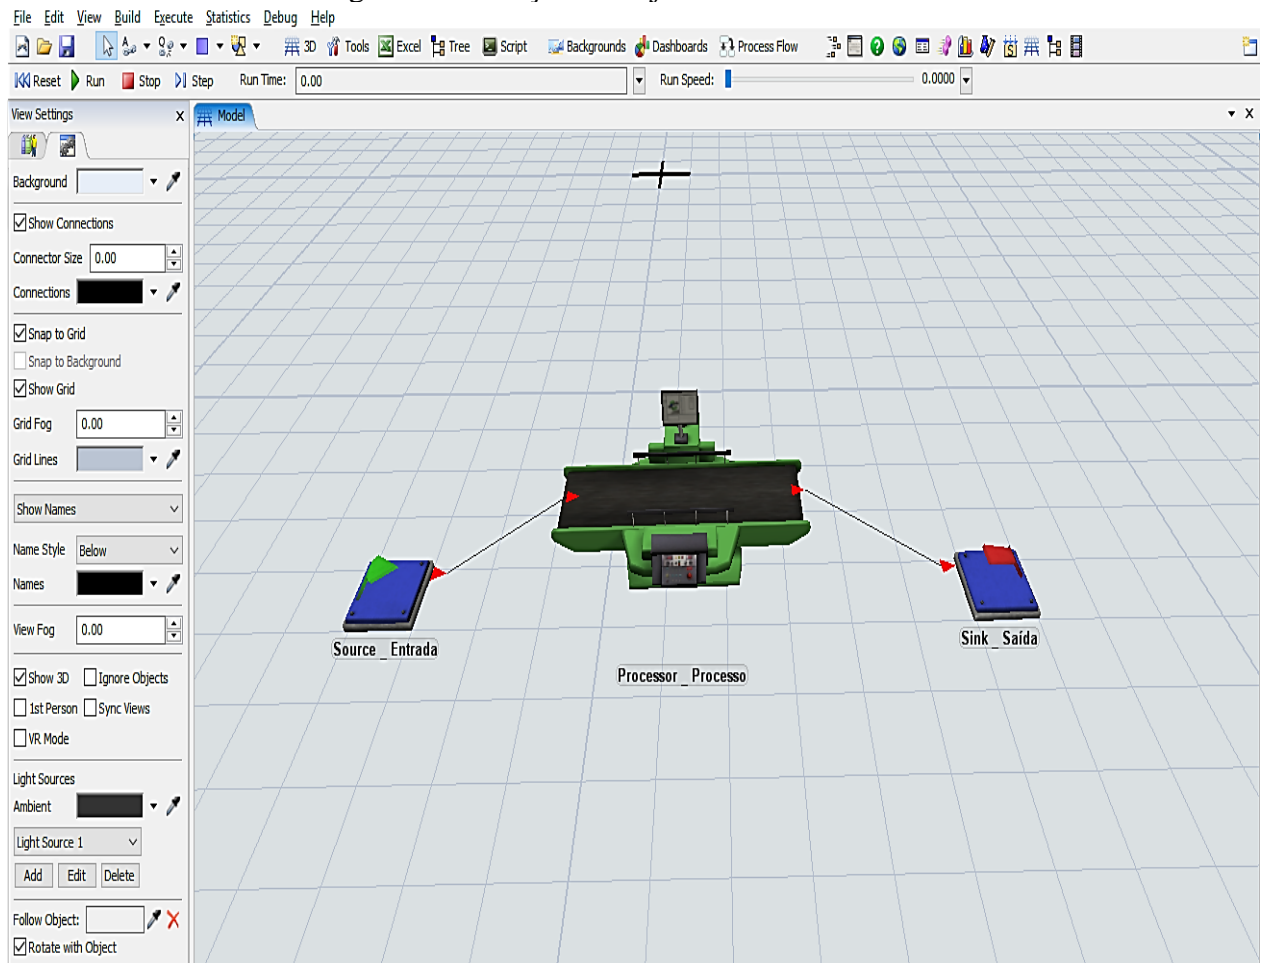 File Edit View Build Execute Statistics Debug Help
3D Tools Excel Tree Script Backgrounds Dashboards Process Flow
Reset Run Stop Step Run Time: 0.00 Run Speed: 0.0000
View Settings x
Model x
Background
Show Connections
Connector Size 0.00
Connections
Snap to Grid
Snap to Background
Show Grid
Grid Fog 0.00
Grid Lines
Show Names
Name Style Below
Names
View Fog 0.00
Show 3D Ignore Objects
1st Person Sync Views
VR Mode
Light Sources
Ambient
Light Source 1
Add Edit Delete
Follow Object:
Rotate with Object
Source _ Entrada
Processor _ Processo
Sink _ Saída